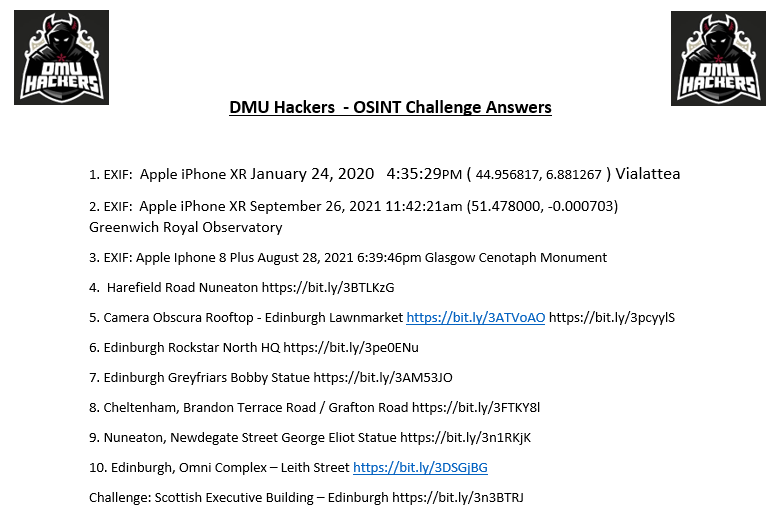 DMU
HACKERS
DMU
HACKERS
DMU Hackers - OSINT Challenge Answers
1. EXIF: Apple iPhone XR January 24, 2020 4:35:29PM ( 44.956817, 6.881267 ) Vialattea
2. EXIF: Apple iPhone XR September 26, 2021 11:42:21am (51.478000, -0.000703)
Greenwich Royal Observatory
3. EXIF: Apple Iphone 8 Plus August 28, 2021 6:39:46pm Glasgow Cenotaph Monument
4. Harefield Road Nuneaton https://bit.ly/3BTLKzG
5. Camera Obscura Rooftop - Edinburgh Lawnmarket https://bit.ly/3ATVoAO https://bit.ly/3pcyylS
6. Edinburgh Rockstar North HQ https://bit.ly/3pe0ENu
7. Edinburgh Greyfriars Bobby Statue https://bit.ly/3AM53JO
8. Cheltenham, Brandon Terrace Road / Grafton Road https://bit.ly/3FTKY8l
9. Nuneaton, Newdegate Street George Eliot Statue https://bit.ly/3n1RKjK
10. Edinburgh, Omni Complex – Leith Street https://bit.ly/3DSGjBG
Challenge: Scottish Executive Building – Edinburgh https://bit.ly/3n3BTRJ